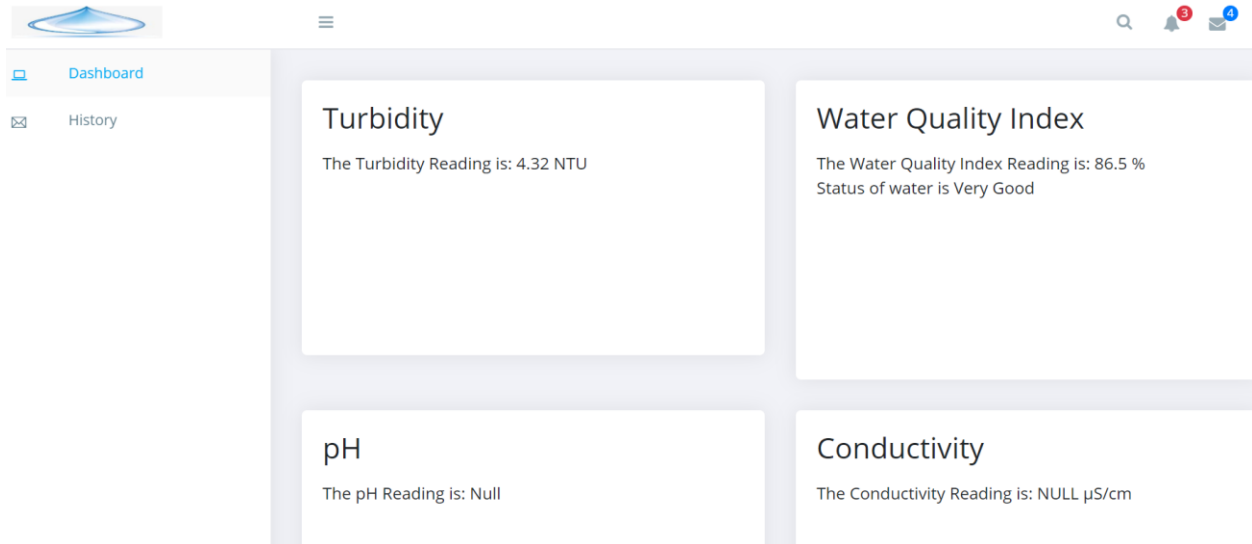 3
4
Dashboard
History
Turbidity
The Turbidity Reading is: 4.32 NTU
Water Quality Index
The Water Quality Index Reading is: 86.5 %
Status of water is Very Good
pH
The pH Reading is: Null
Conductivity
The Conductivity Reading is: NULL µS/cm